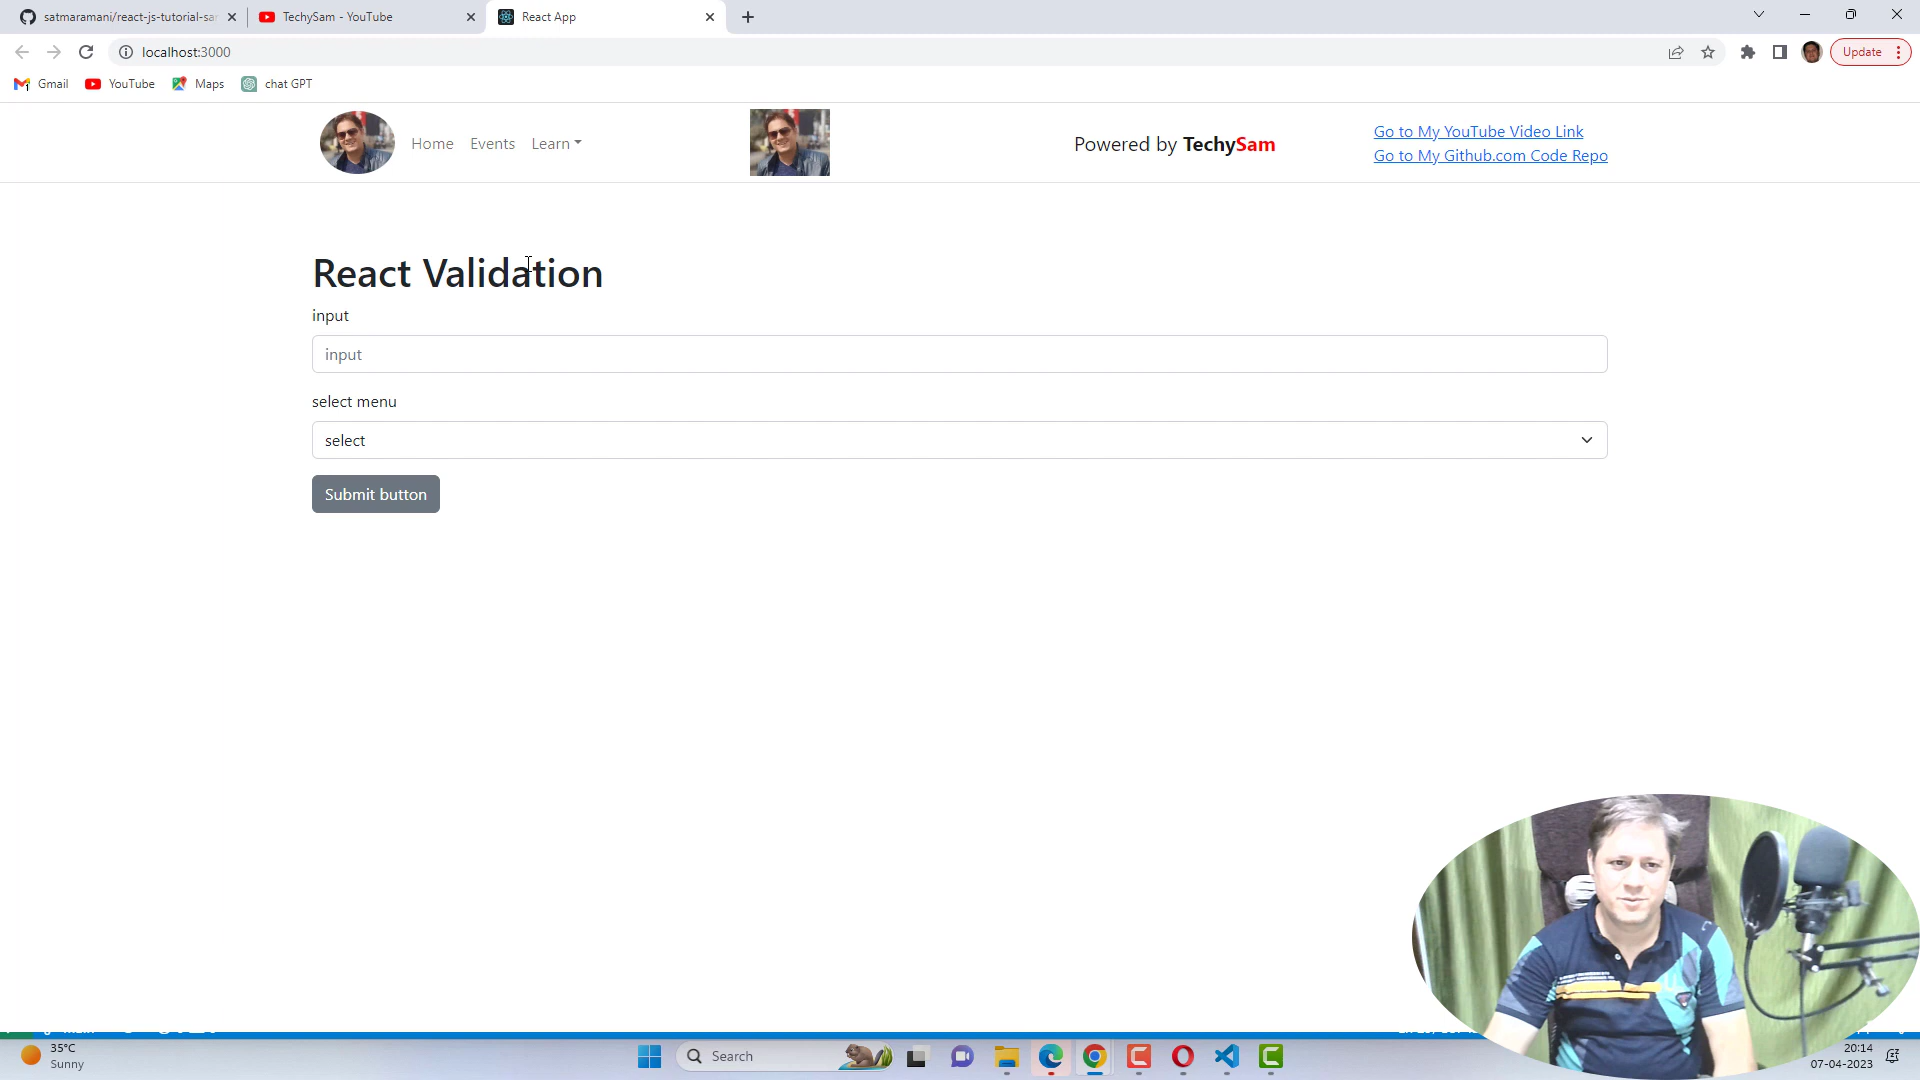 satmaramani/react-js-tutorial-sa
TechySam - YouTube
React App
localhost:3000
Update
Gmail
YouTube
Maps
chat GPT
Home
Events
Learn
Powered by TechySam
Go to My YouTube Video Link
Go to My Github.com Code Repo
React Validation
input
input
select menu
select
Submit button
35°C
Sunny
Search
20:14
07-04-2023